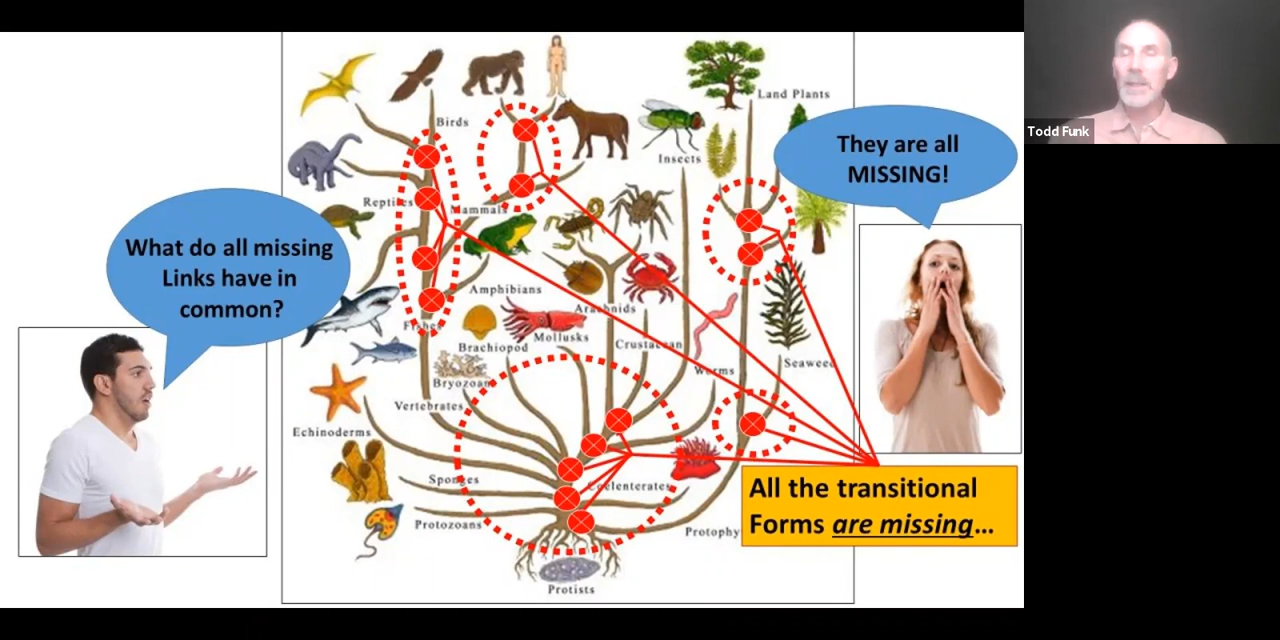 Todd Funk
What do all missing
Links have in
common?
They are all
MISSING!
Land Plants
Birds
Insects
Reptiles
Mammals
Amphibians
Arachnids
Fishes
Mollusks
Brachiopod
Crustacean
Seaweed
Worms
Bryozoan
Vertebrates
Echinoderms
Sponges
Coelenterates
Protozoans
Protophy
Protists
All the transitional
Forms are missing...